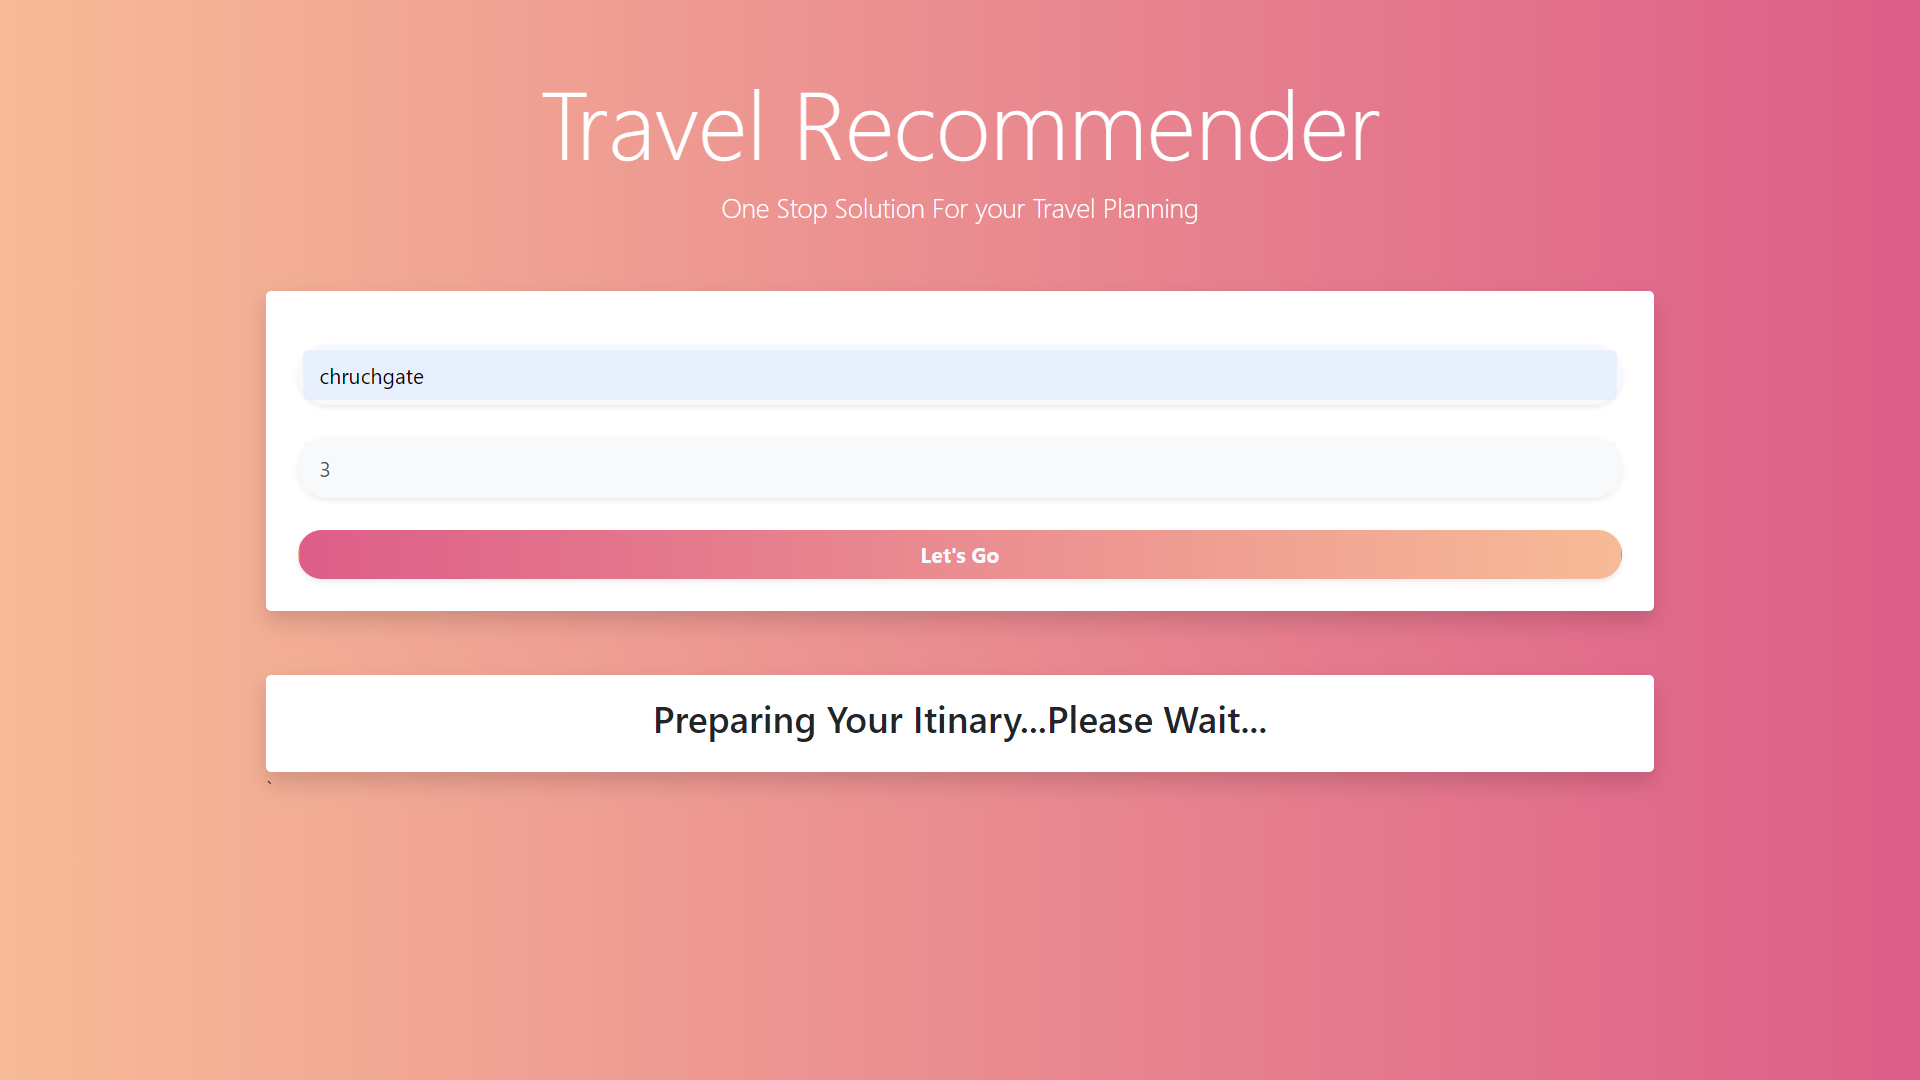 Travel Recommender
One Stop Solution For your Travel Planning
chruchgate
3
Let's Go
Preparing Your Itinary...Please Wait...
`